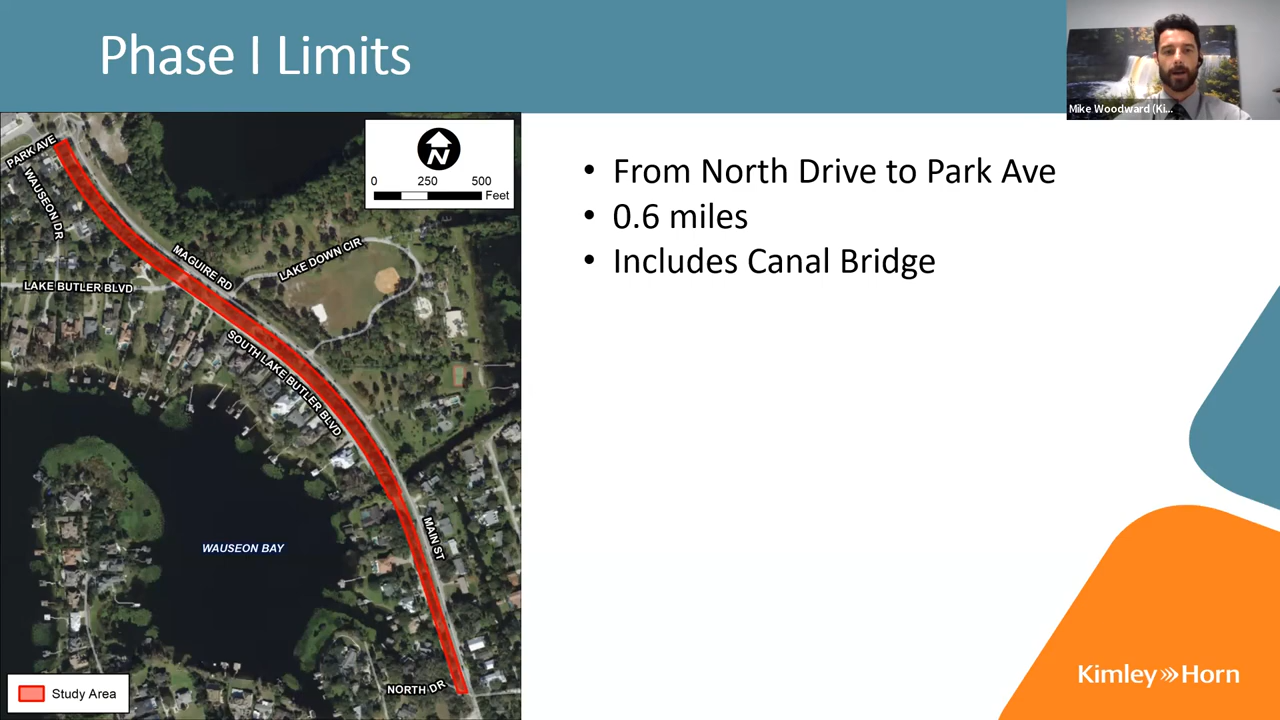 Phase I Limits
Mike Woodward (Ki...
PARK AVE
WAUSEON DR
N
0 250 500
Feet
MAGUIRE RD
LAKE DOWN CIR
LAKE BUTLER BLVD
SOUTH LAKE BUTLER BLVD
MAIN ST
WAUSEON BAY
NORTH DR
Study Area
• From North Drive to Park Ave
• 0.6 miles
• Includes Canal Bridge
Kimley»Horn